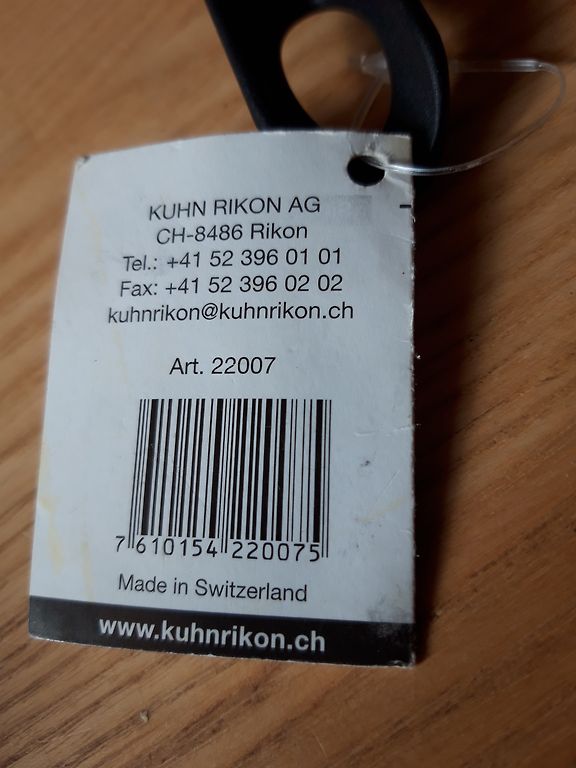 KUHN RIKON AG
CH-8486 Rikon
Tel.: +41 52 396 01 01
Fax: +41 52 396 02 02
kuhnrikon@kuhnrikon.ch
Art. 22007
7 610154 220075
Made in Switzerland
www.kuhnrikon.ch